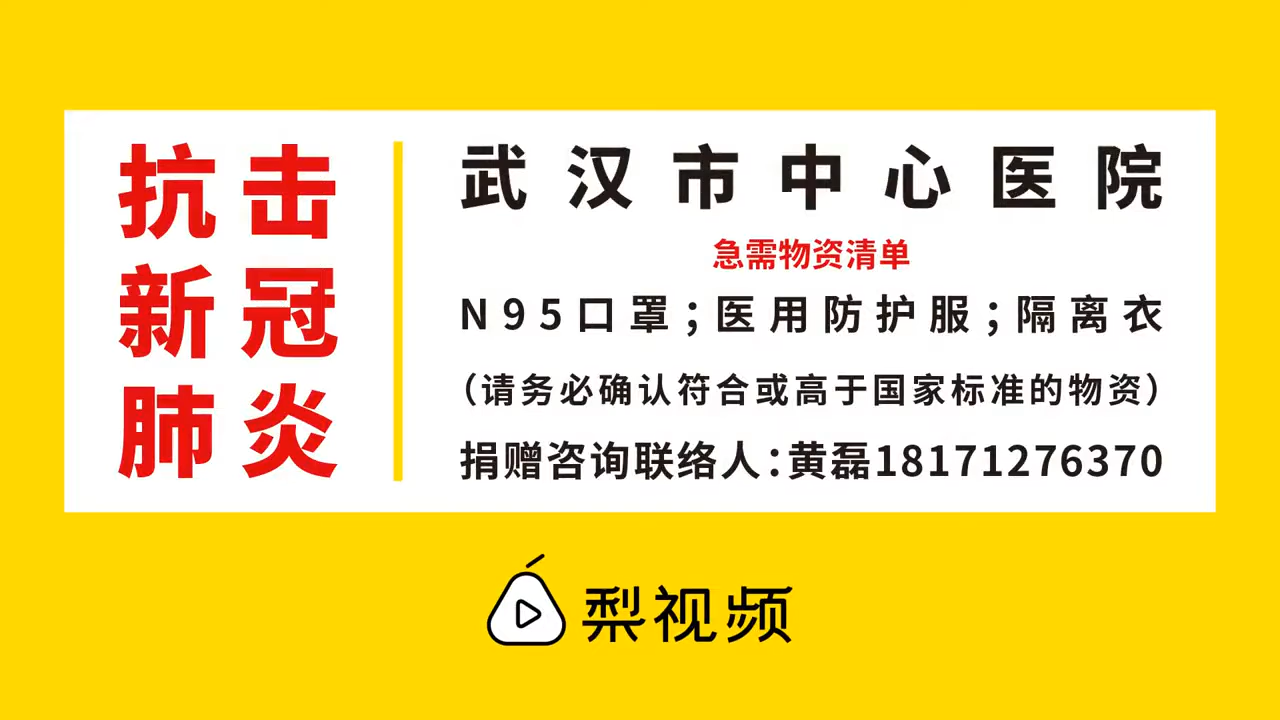 抗击
新冠
肺炎
武汉市中心医院
急需物资清单
N95口罩；医用防护服；隔离衣
（请务必确认符合或高于国家标准的物资）
捐赠咨询联络人：黄磊18171276370
梨视频